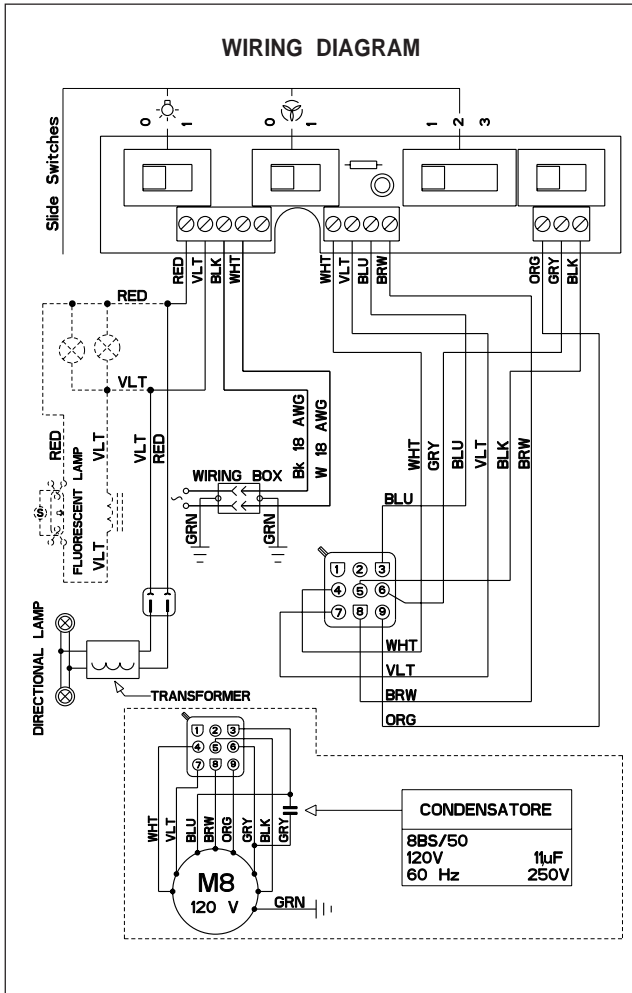 WIRING DIAGRAM
Slide Switches
0 1
0 1
1 2 3
RED VLT BLK WHT
WHT VLT BLU BRW
ORG GRY BLK
RED
VLT
RED
VLT
VLT
RED
FLUORESCENT LAMP
VLT
S
Bk 18 AWG
W 18 AWG
WIRING BOX
GRN
GRN
WHT GRY BLU VLT BLK BRW
BLU
1 2 3
4 5 6
7 8 9
WHT
VLT
BRW
ORG
DIRECTIONAL LAMP
TRANSFORMER
1 2 3
4 5 6
7 8 9
WHT VLT BLU BRW ORG GRY BLK GRY
M8
120 V
GRN
CONDENSATORE
8BS/50
120V 11µF
60 Hz 250V